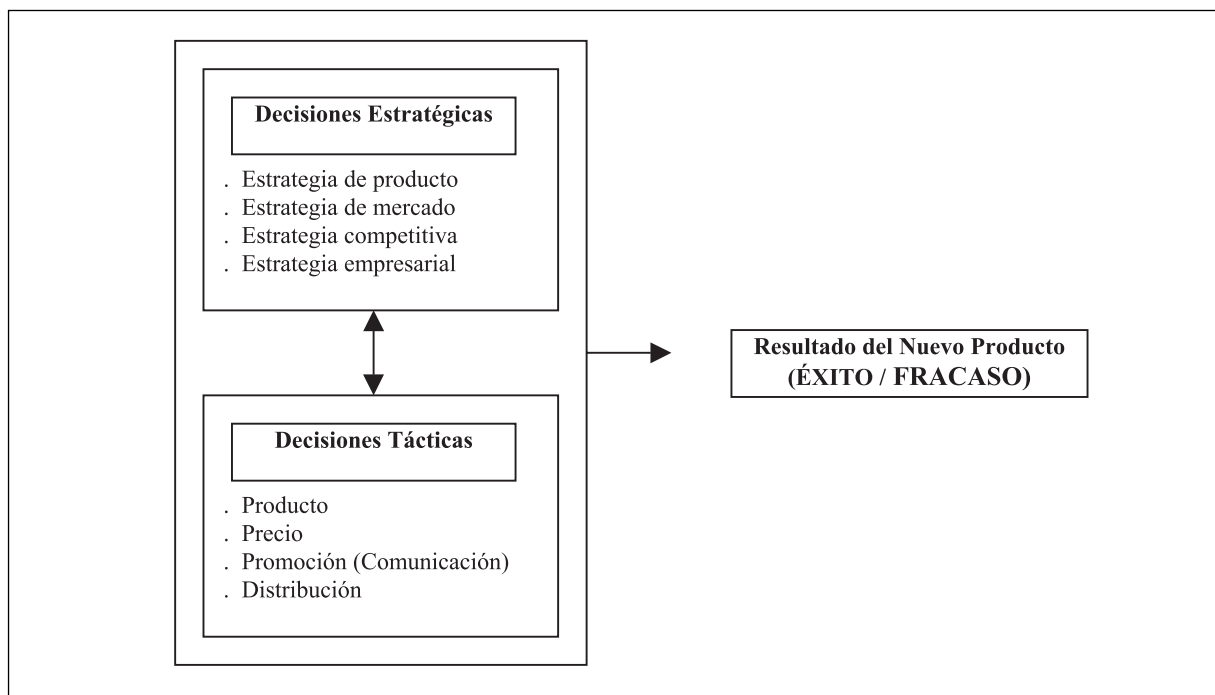 Decisiones Estratégicas
. Estrategia de producto
. Estrategia de mercado
. Estrategia competitiva
. Estrategia empresarial
Decisiones Tácticas
. Producto
. Precio
. Promoción (Comunicación)
. Distribución
Resultado del Nuevo Producto
(ÉXITO / FRACASO)